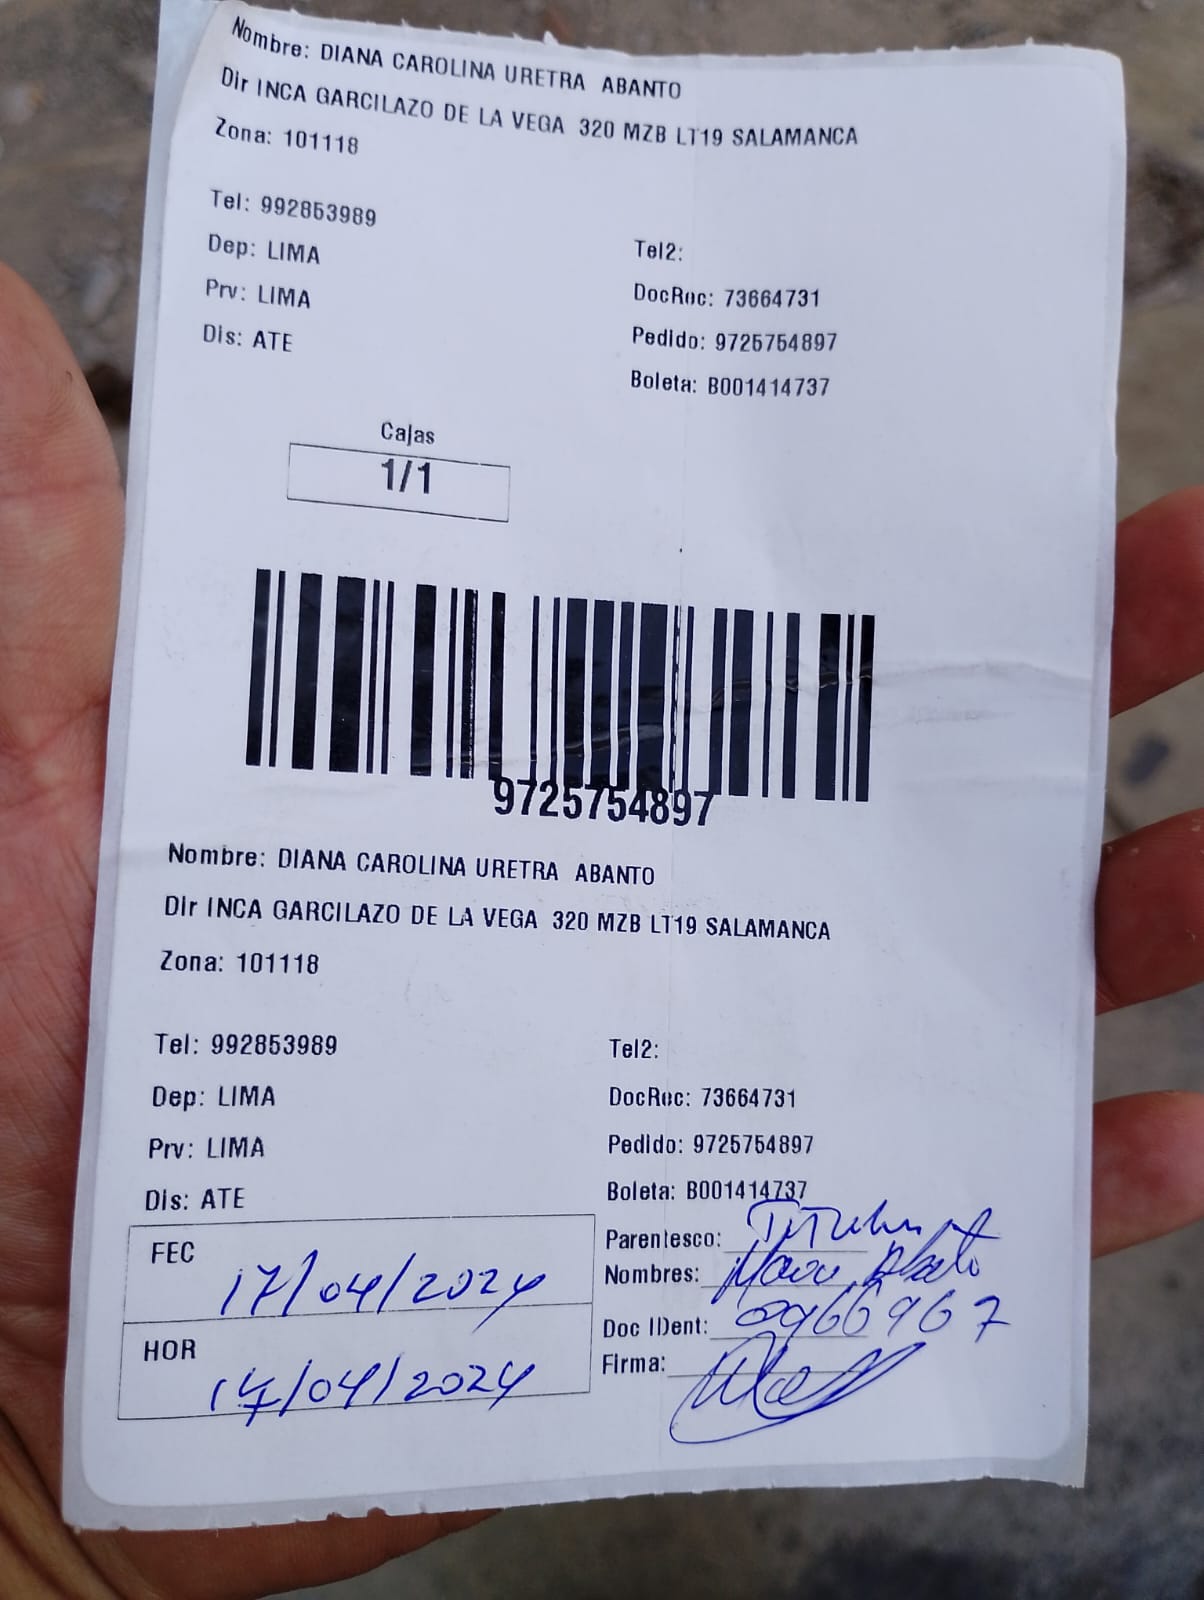 Nombre: DIANA CAROLINA URETRA ABANTO
Dir INCA GARCILAZO DE LA VEGA 320 MZB LT19 SALAMANCA
Zona: 101118
Tel: 992853989
Tel2:
Dep: LIMA
DocRec: 73664731
Prv: LIMA
Pedido: 9725754897
Dis: ATE
Boleta: B001414737
Cajas
1/1
9725754897
Nombre: DIANA CAROLINA URETRA ABANTO
Dir INCA GARCILAZO DE LA VEGA 320 MZB LT19 SALAMANCA
Zona: 101118
Tel: 992853989
Tel2:
Dep: LIMA
DocRec: 73664731
Prv: LIMA
Pedido: 9725754897
Dis: ATE
Boleta: B001414737
FEC
17/04/2024
Parentesco:
Nombres:
HOR
17/04/2024
Doc IDent: 0966967
Firma: